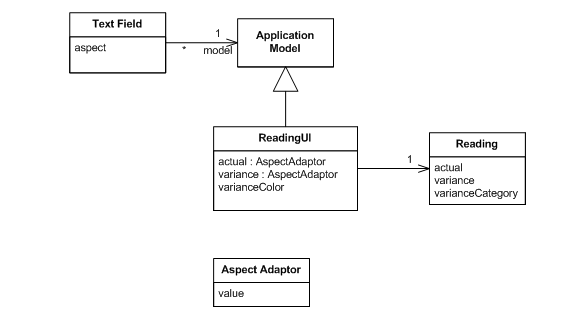 Text Field
aspect
1
*
model
Application
Model
ReadingUI
actual : AspectAdaptor
variance : AspectAdaptor
varianceColor
1
Reading
actual
variance
varianceCategory
Aspect Adaptor
value